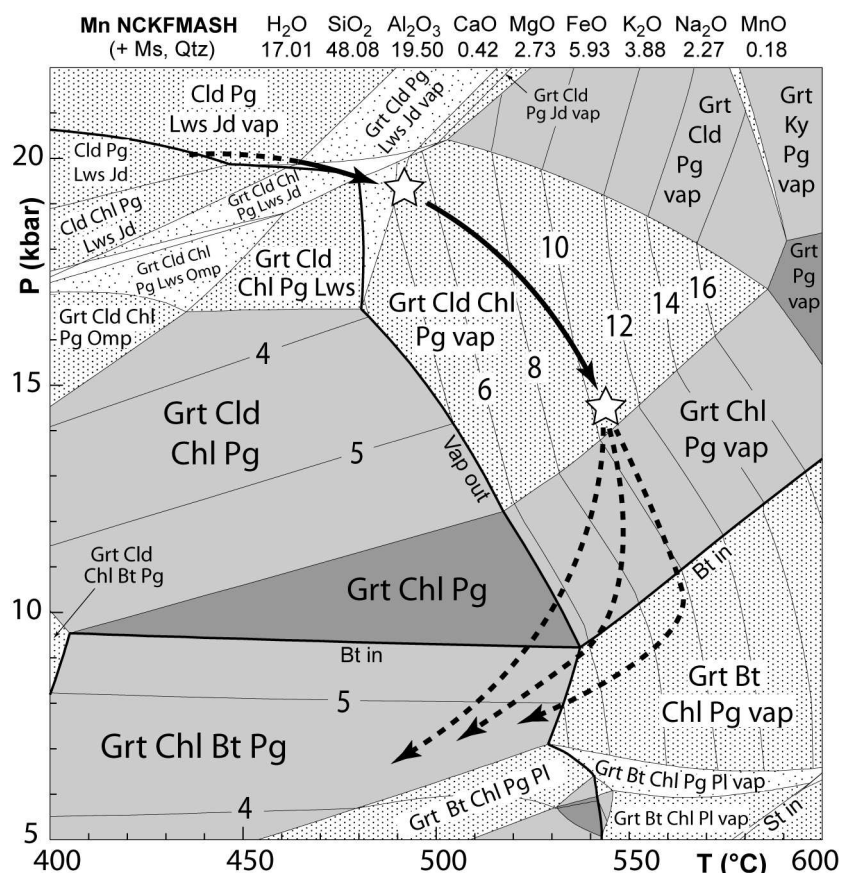 Mn NCKFMASH H₂O SiO₂ Al₂O₃ CaO MgO FeO K₂O Na₂O MnO
(+ Ms, Qtz) 17.01 48.08 19.50 0.42 2.73 5.93 3.88 2.27 0.18
P (kbar)
20
15
10
5
Cld Pg
Lws Jd vap
Grt Cld Pg
Lws Jd vap
Grt Cld
Pg Jd vap
Grt
Cld
Pg
vap
Grt
Ky
Pg
vap
Cld Pg
Lws Jd
Grt Cld Chl
Pg Lws Jd
Cld Chl Pg
Lws Jd
Grt Cld Chl
Pg Lws Omp
Grt Cld
Chl Pg Lws
Grt
Pg
vap
Grt Cld Chl
Pg Omp
Grt Cld Chl
Pg vap
10
12
14
16
8
6
4
Grt Cld
Chl Pg
5
Vap out
Grt Chl
Pg vap
Grt Cld
Chl Bt Pg
Grt Chl Pg
Bt in
Bt in
5
Grt Bt
Chl Pg vap
Grt Chl Bt Pg
4
Grt Bt Chl Pg Pl
Grt Bt Chl Pg Pl vap
Grt Bt Chl Pl vap
St in
400
450
500
550
T (°C)
600